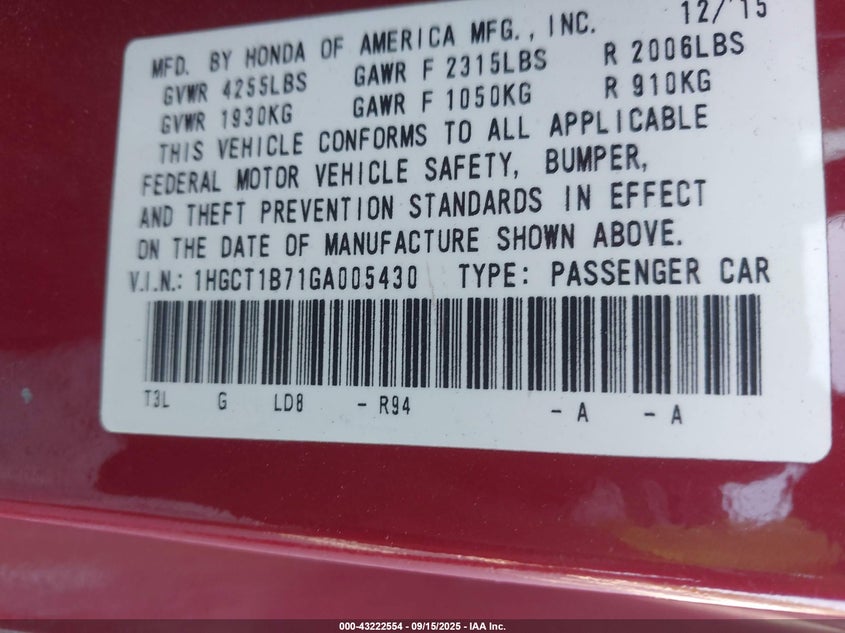 12/15
MFD. BY HONDA OF AMERICA MFG., INC.
GVWR 4255LBS GAWR F 2315LBS R 2006LBS
GVWR 1930KG GAWR F 1050KG R 910KG
THIS VEHICLE CONFORMS TO ALL APPLICABLE
FEDERAL MOTOR VEHICLE SAFETY, BUMPER,
AND THEFT PREVENTION STANDARDS IN EFFECT
ON THE DATE OF MANUFACTURE SHOWN ABOVE.
V.I.N.: 1HGCT1B71GA005430 TYPE: PASSENGER CAR
T3L G LD8 - R94 - A - A
000-43222554 - 09/15/2025 - IAA Inc.